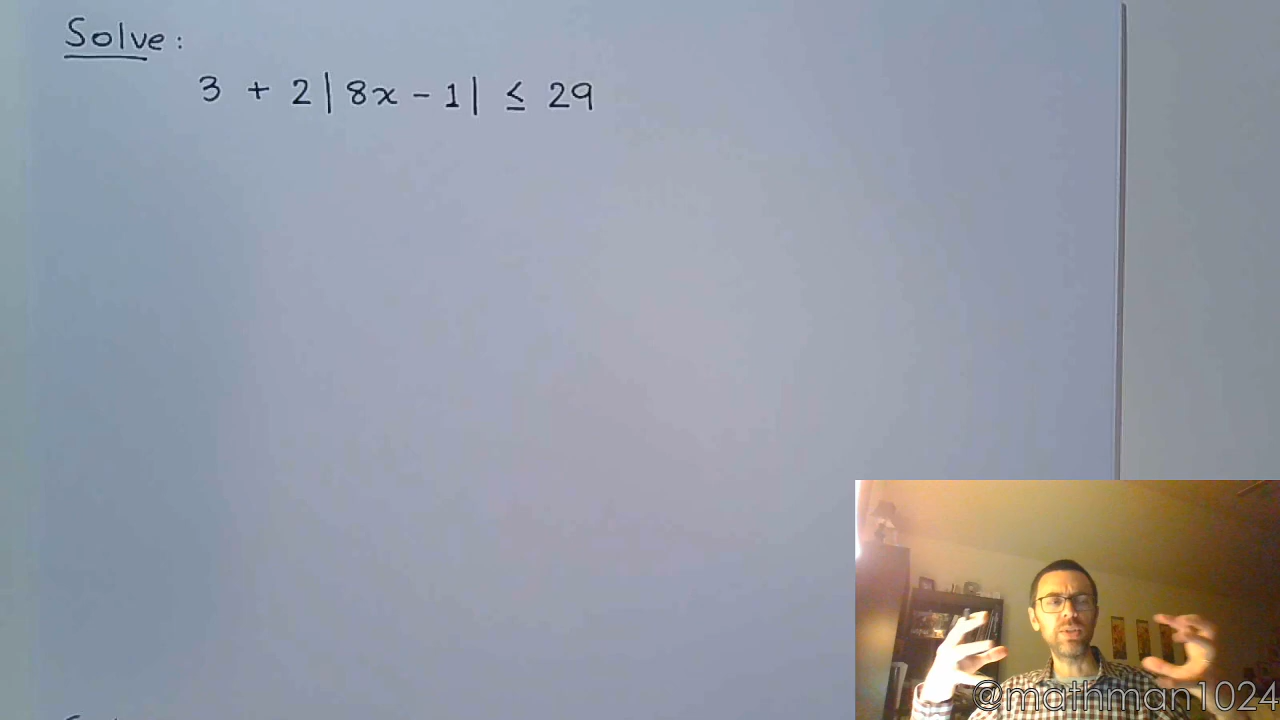 Solve:
3 + 2|8x - 1| ≤ 29
@mathman1024